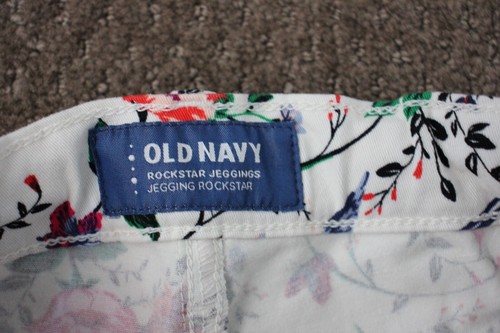 OLD NAVY
ROCKSTAR JEGGINGS
JEGGING ROCKSTAR